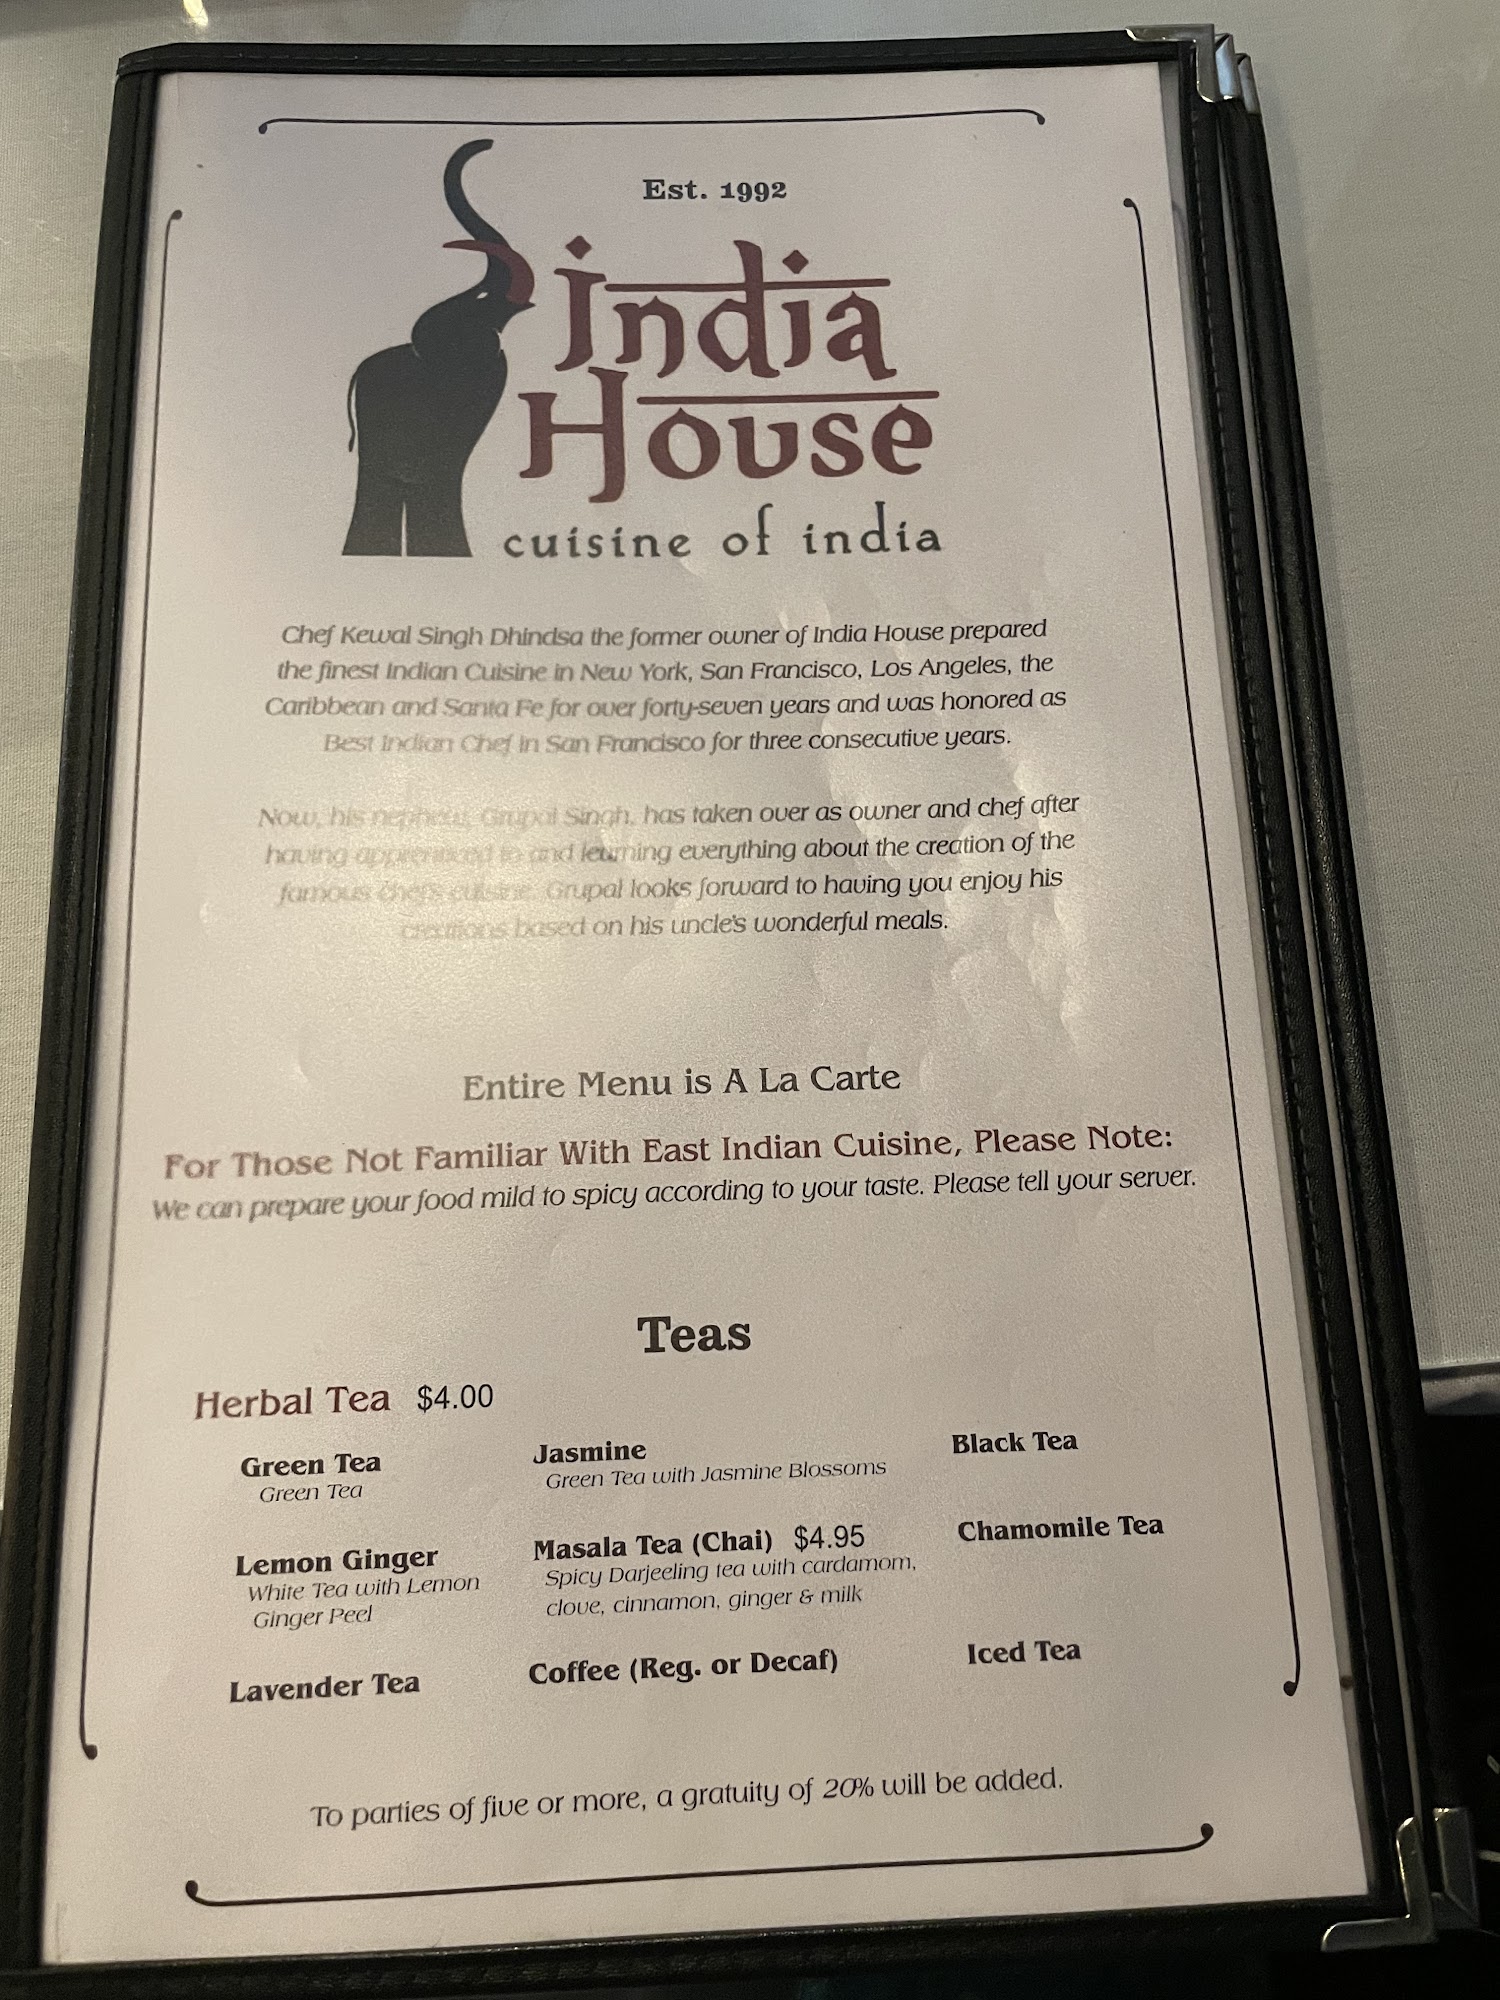 Est. 1992
India
House
cuisine of india
Chef Kewal Singh Dhindsa the former owner of India House prepared
the finest Indian Cuisine in New York, San Francisco, Los Angeles, the
Caribbean and Santa Fe for over forty-seven years and was honored as
Best Indian Chef in San Francisco for three consecutive years.
Now, his nephew, Grupal Singh, has taken over as owner and chef after
having apprenticed to and learning everything about the creation of the
famous chef's cuisine. Grupal looks forward to having you enjoy his
creations based on his uncle's wonderful meals.
Entire Menu is A La Carte
For Those Not Familiar With East Indian Cuisine, Please Note:
We can prepare your food mild to spicy according to your taste. Please tell your server.
Teas
Herbal Tea $4.00
Green Tea
Green Tea
Jasmine
Green Tea with Jasmine Blossoms
Black Tea
Lemon Ginger
White Tea with Lemon
Ginger Peel
Masala Tea (Chai) $4.95
Spicy Darjeeling tea with cardamom,
clove, cinnamon, ginger & milk
Chamomile Tea
Lavender Tea
Coffee (Reg. or Decaf)
Iced Tea
To parties of five or more, a gratuity of 20% will be added.